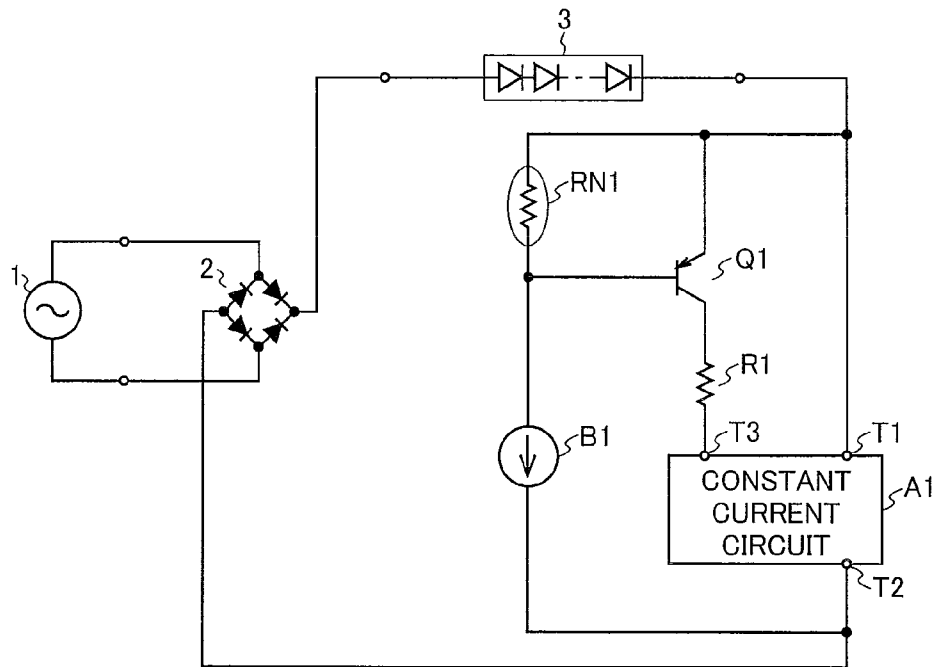 3
RN1
Q1
1
2
R1
B1
T3
T1
CONSTANT
CURRENT
CIRCUIT
A1
T2